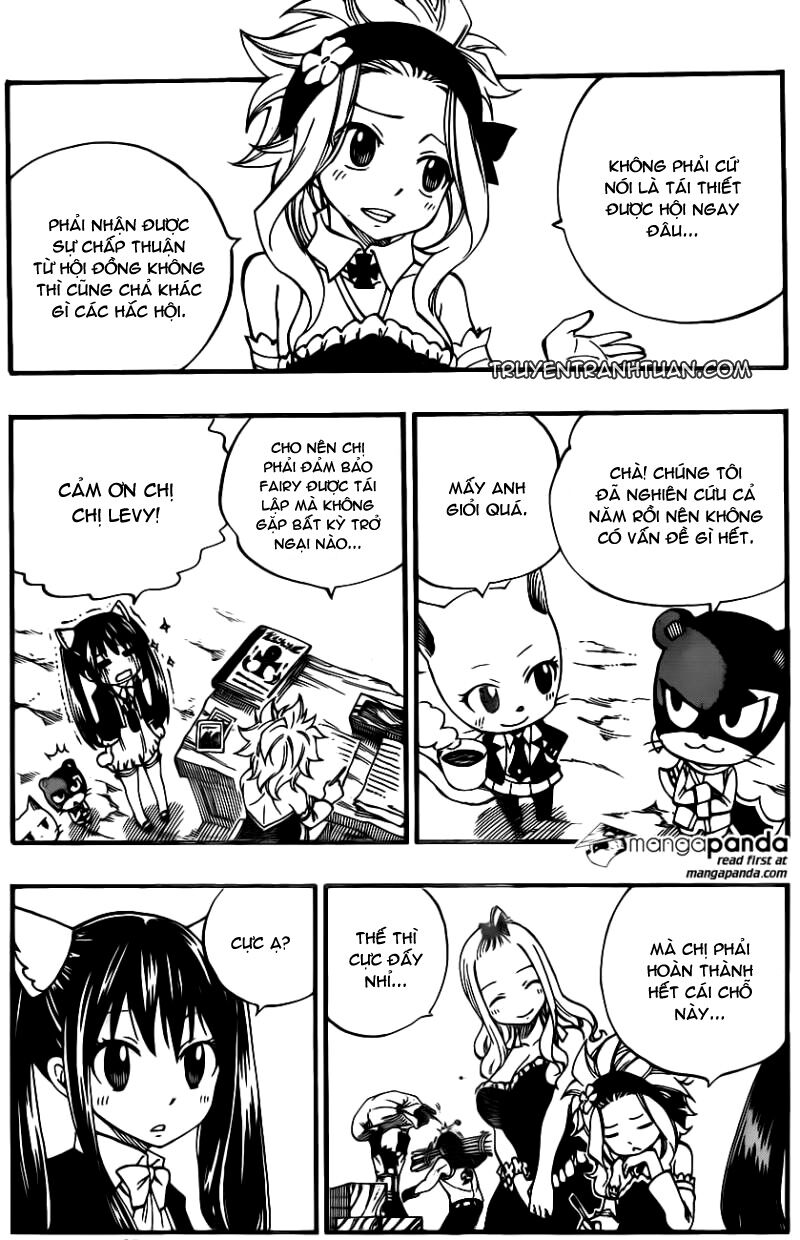 KHÔNG PHẢI CỨ
NÓI LÀ TÁI THIẾT
ĐƯỢC HỘI NGAY
ĐÂU...
PHẢI NHẬN ĐƯỢC
SỰ CHẤP THUẬN
TỪ HỘI ĐỒNG KHÔNG
THÌ CŨNG CHẢ KHÁC
GÌ CÁC HẮC HỘI.
TRUYENTRANHTUAN.COM
CHO NÊN CHỊ
PHẢI ĐẢM BẢO
FAIRY ĐƯỢC TÁI
LẬP MÀ KHÔNG
GẶP BẤT KỲ TRỞ
NGẠI NÀO...
CẢM ƠN CHỊ
CHỊ LEVY!
CHÀ! CHÚNG TÔI
ĐÃ NGHIÊN CỨU CẢ
NĂM RỒI NÊN KHÔNG
CÓ VẤN ĐỀ GÌ HẾT.
MẤY ANH
GIỎI QUÁ.
mangapanda
read first at
mangapanda.com
MÀ CHỊ PHẢI
HOÀN THÀNH
HẾT CÁI CHỖ
NÀY...
THẾ THÌ
CỰC ĐẤY
NHỈ...
CỰC Ạ?